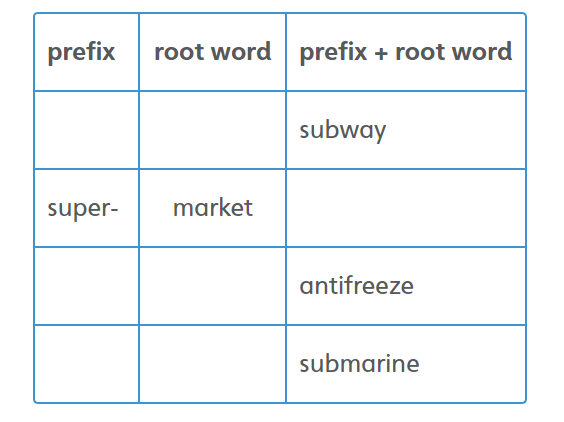 prefix root word prefix + root word
subway
super- market
antifreeze
submarine